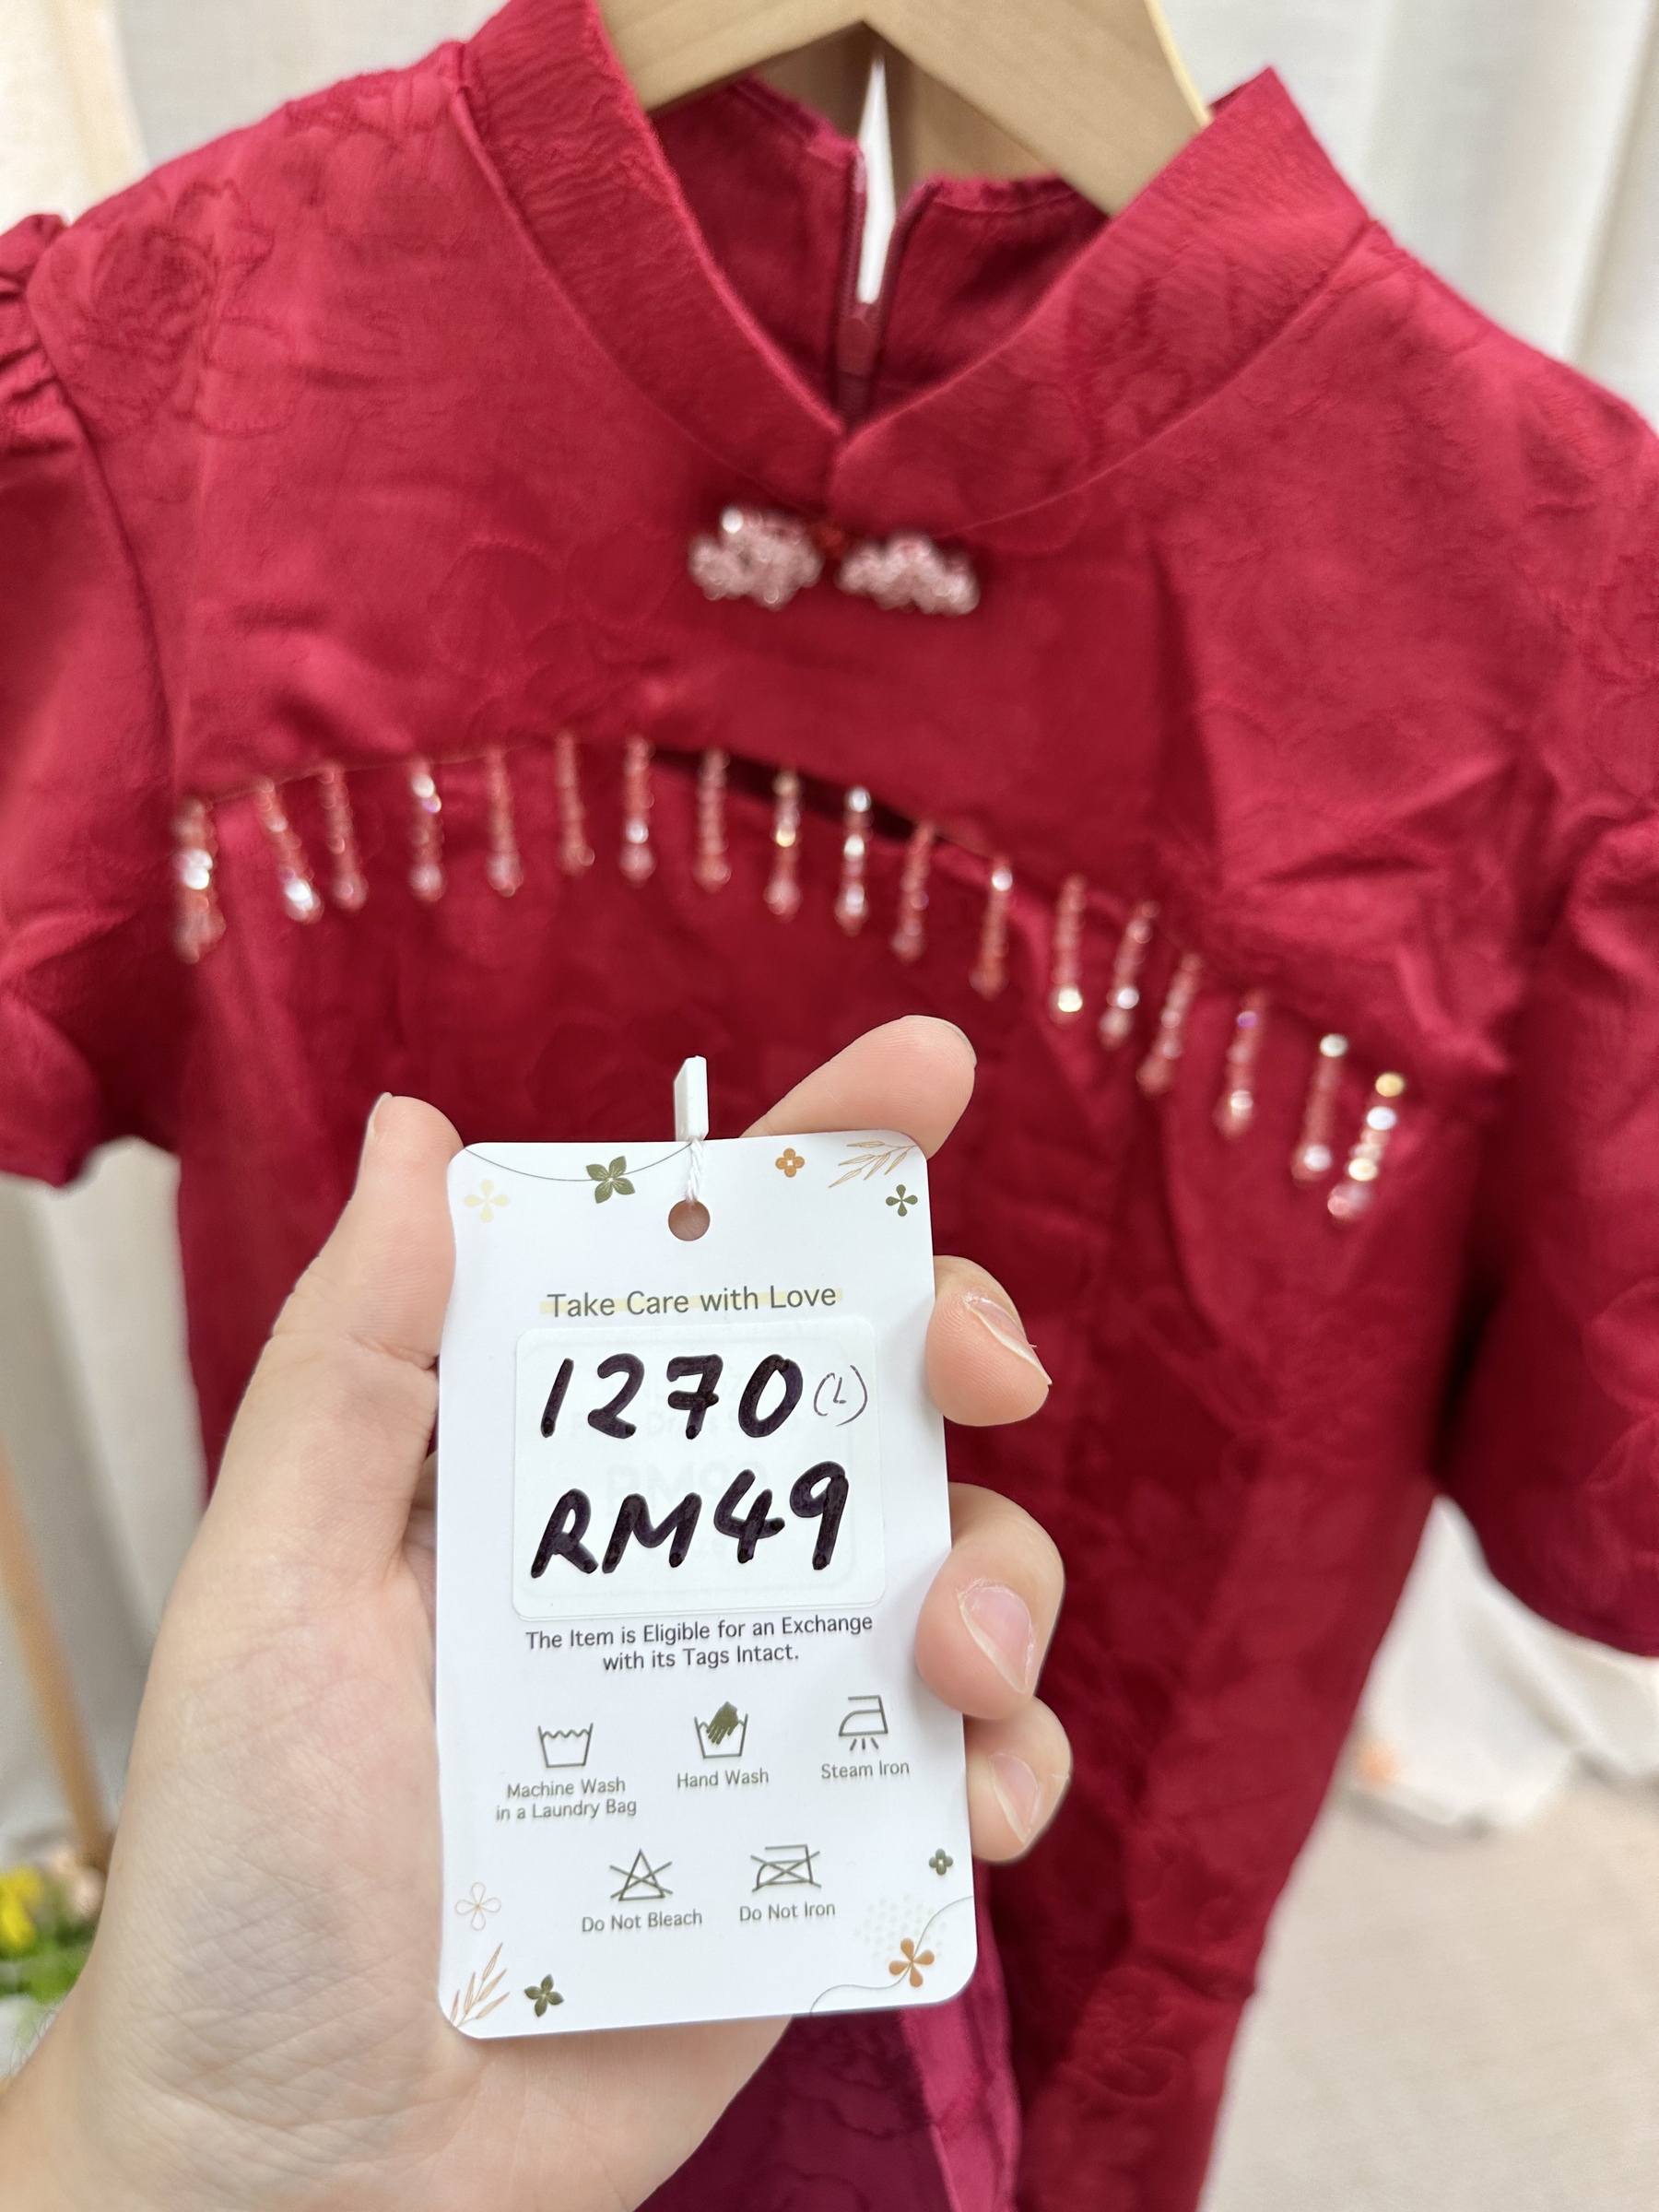 Take Care with Love
1270 (L)
RM49
The Item is Eligible for an Exchange
with its Tags Intact.
Machine Wash
in a Laundry Bag
Hand Wash
Steam Iron
Do Not Bleach
Do Not Iron